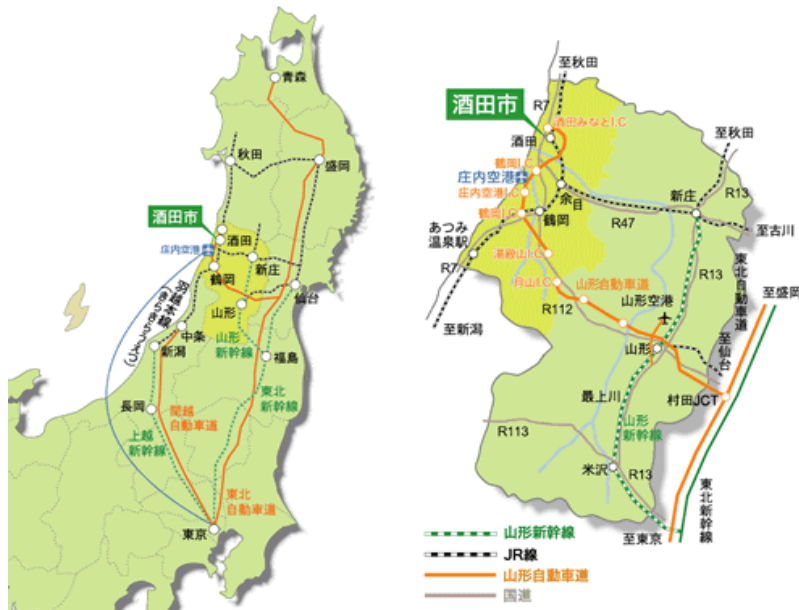 青森
秋田
盛岡
酒田市
酒田
庄内空港
新庄
鶴岡
仙台
山形
羽越本線
(きらきらうえつ)
中条
新潟
山形
新幹線
福島
東北
新幹線
長岡
関越
自動車道
上越
新幹線
東北
自動車道
東京
至秋田
R7
酒田市
酒田みなとI.C
酒田
至秋田
鶴岡I.C
庄内空港
庄内空港I.C
余目
新庄
R13
鶴岡I.C
鶴岡
R47
至古川
あつみ
温泉駅
湯殿山I.C
R7
R13
東北自動車道
月山I.C
山形自動車道
至盛岡
山形空港
至新潟
R112
山形
至仙台
最上川
村田JCT
山形
新幹線
R113
米沢
R13
東北新幹線
至東京
山形新幹線
JR線
山形自動車道
国道